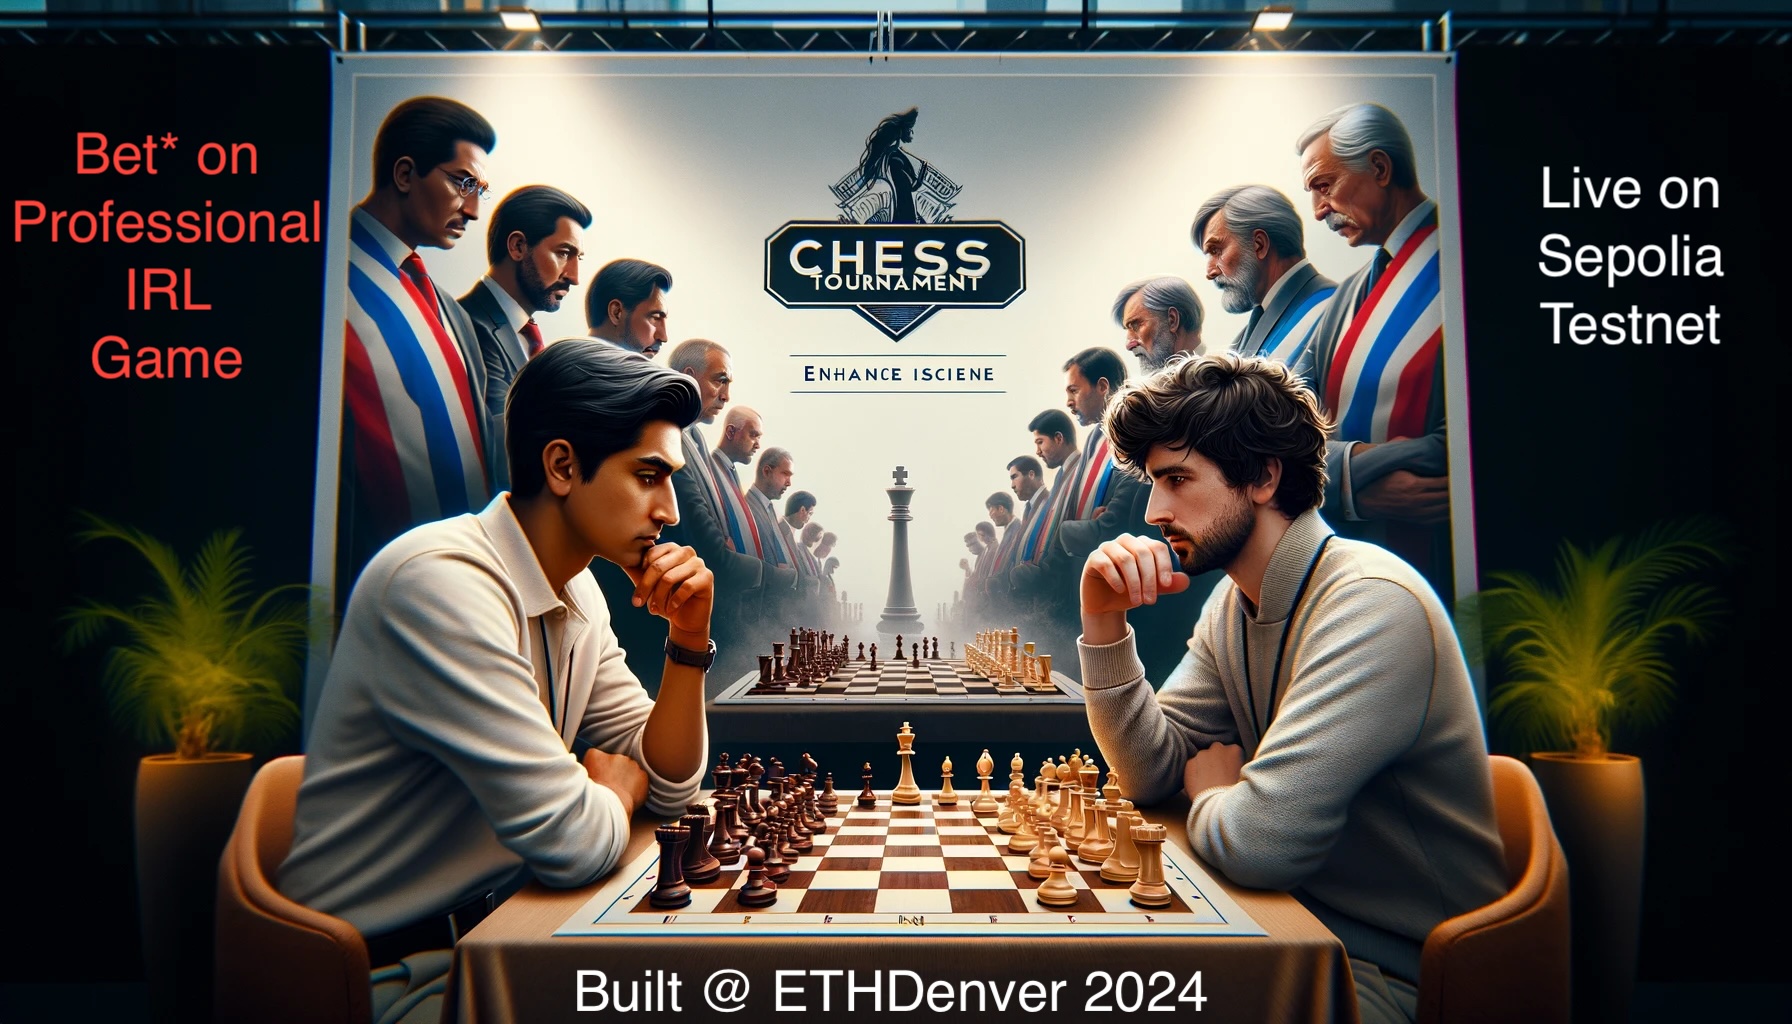 Bet* on
Professional
IRL
Game
CHESS
TOURNAMENT
ENHANCE ISCIENE
Live on
Sepolia
Testnet
Built @ ETHDenver 2024